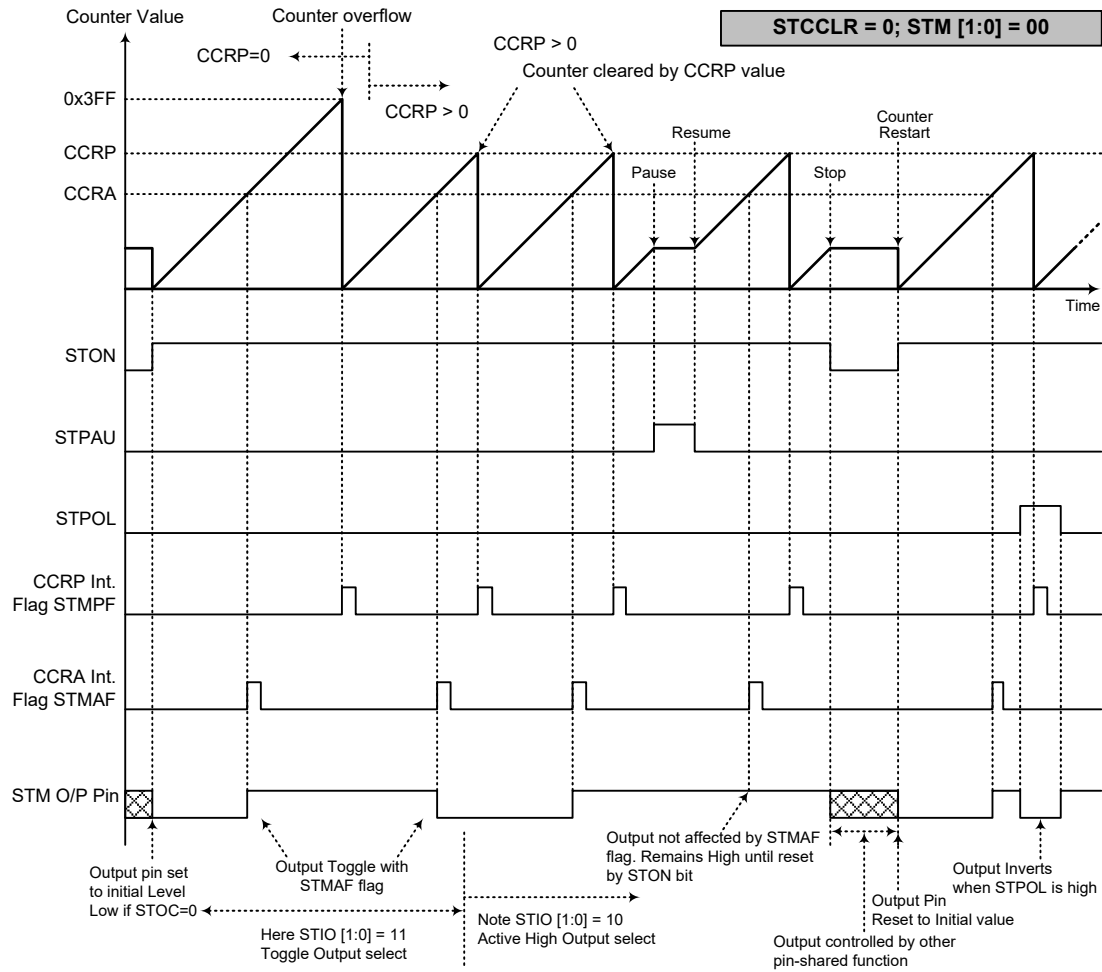 Counter Value
Counter overflow
STCCLR = 0; STM [1:0] = 00
CCRP=0
CCRP > 0
CCRP > 0
Counter cleared by CCRP value
0x3FF
CCRP
CCRA
Pause
Resume
Stop
Counter
Restart
Time
STON
STPAU
STPOL
CCRP Int.
Flag STMPF
CCRA Int.
Flag STMAF
STM O/P Pin
Output pin set
to initial Level
Low if STOC=0
Output Toggle with
STMAF flag
Here STIO [1:0] = 11
Toggle Output select
Note STIO [1:0] = 10
Active High Output select
Output not affected by STMAF
flag. Remains High until reset
by STON bit
Output controlled by other
pin-shared function
Output Pin
Reset to Initial value
Output Inverts
when STPOL is high